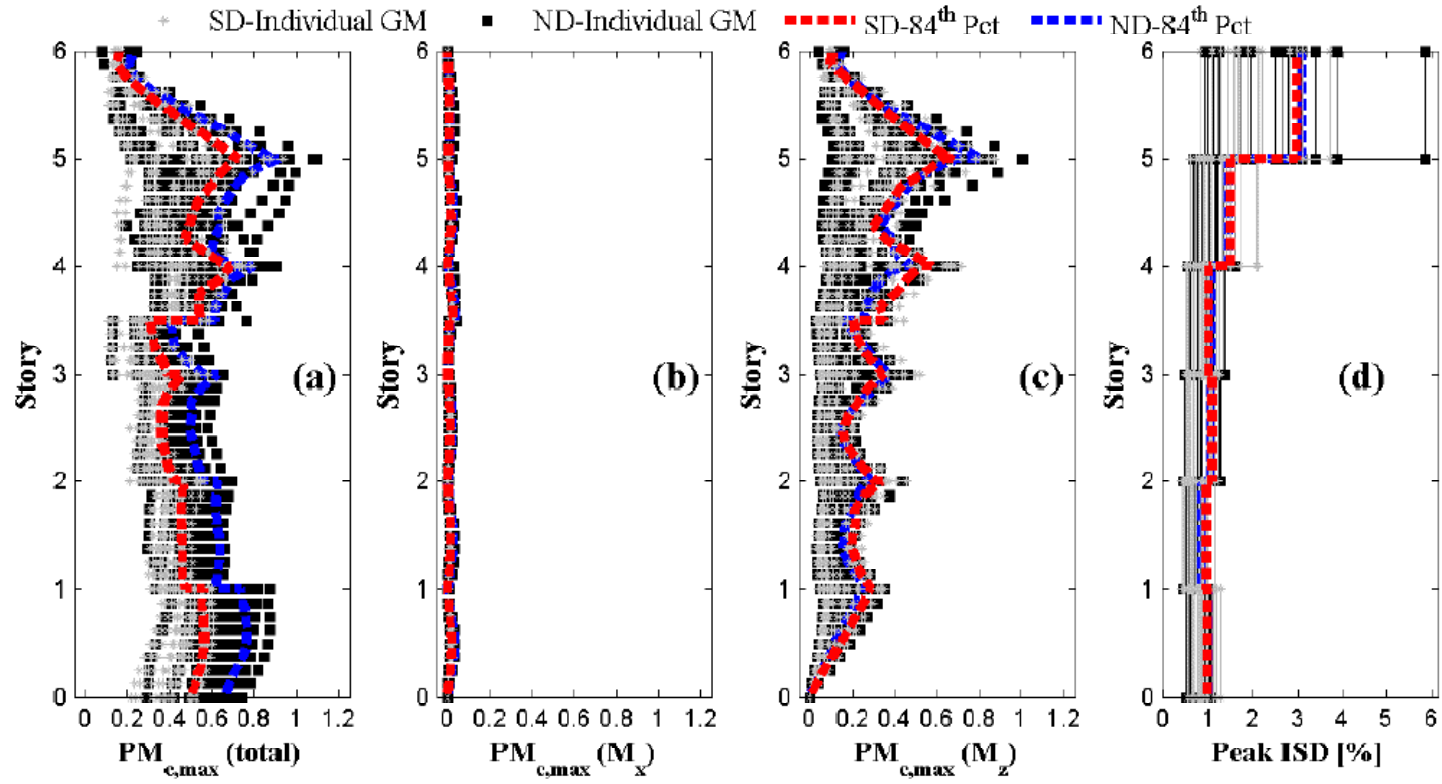 SD-Individual GM ND-Individual GM SD-84th Pct ND-84th Pct
6 6 6 6
5 5 5 5
4 4 4 4
3 3 3 3
2 2 2 2
1 1 1 1
0 0 0 0
Story Story Story Story
(a) (b) (c) (d)
0 0.2 0.4 0.6 0.8 1 1.2 0 0.2 0.4 0.6 0.8 1 1.2 0 0.2 0.4 0.6 0.8 1 1.2 0 1 2 3 4 5 6
PMc,max (total) PMc,max (Mx) PMc,max (Mz) Peak ISD [%]